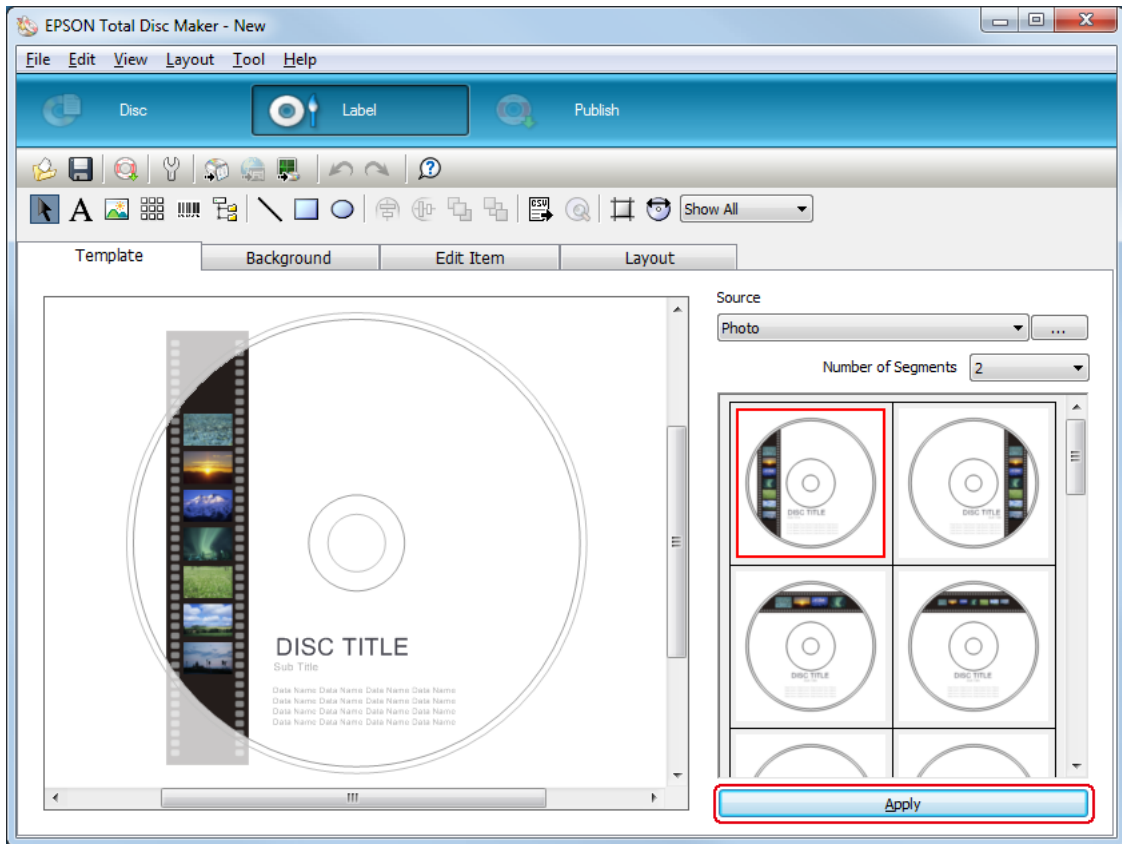 EPSON Total Disc Maker - New
File Edit View Layout Tool Help
Disc Label Publish
A CSV Show All
Template Background Edit Item Layout
Source
Photo ...
Number of Segments 2
DISC TITLE DISC TITLE
DISC TITLE
Sub Title
Data Name Data Name Data Name Data Name
Data Name Data Name Data Name Data Name
Data Name Data Name Data Name Data Name
Data Name Data Name Data Name Data Name
DISC TITLE DISC TITLE
Apply